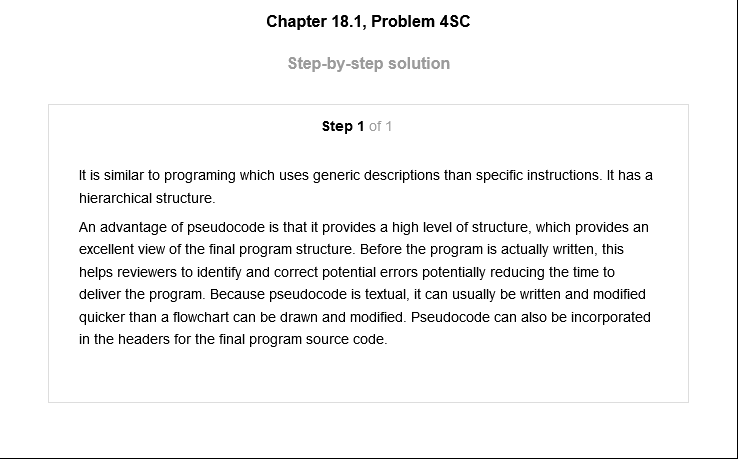 Chapter 18.1, Problem 4SC
Step-by-step solution
Step 1 of 1
It is similar to programing which uses generic descriptions than specific instructions. It has a
hierarchical structure.
An advantage of pseudocode is that it provides a high level of structure, which provides an
excellent view of the final program structure. Before the program is actually written, this
helps reviewers to identify and correct potential errors potentially reducing the time to
deliver the program. Because pseudocode is textual, it can usually be written and modified
quicker than a flowchart can be drawn and modified. Pseudocode can also be incorporated
in the headers for the final program source code.